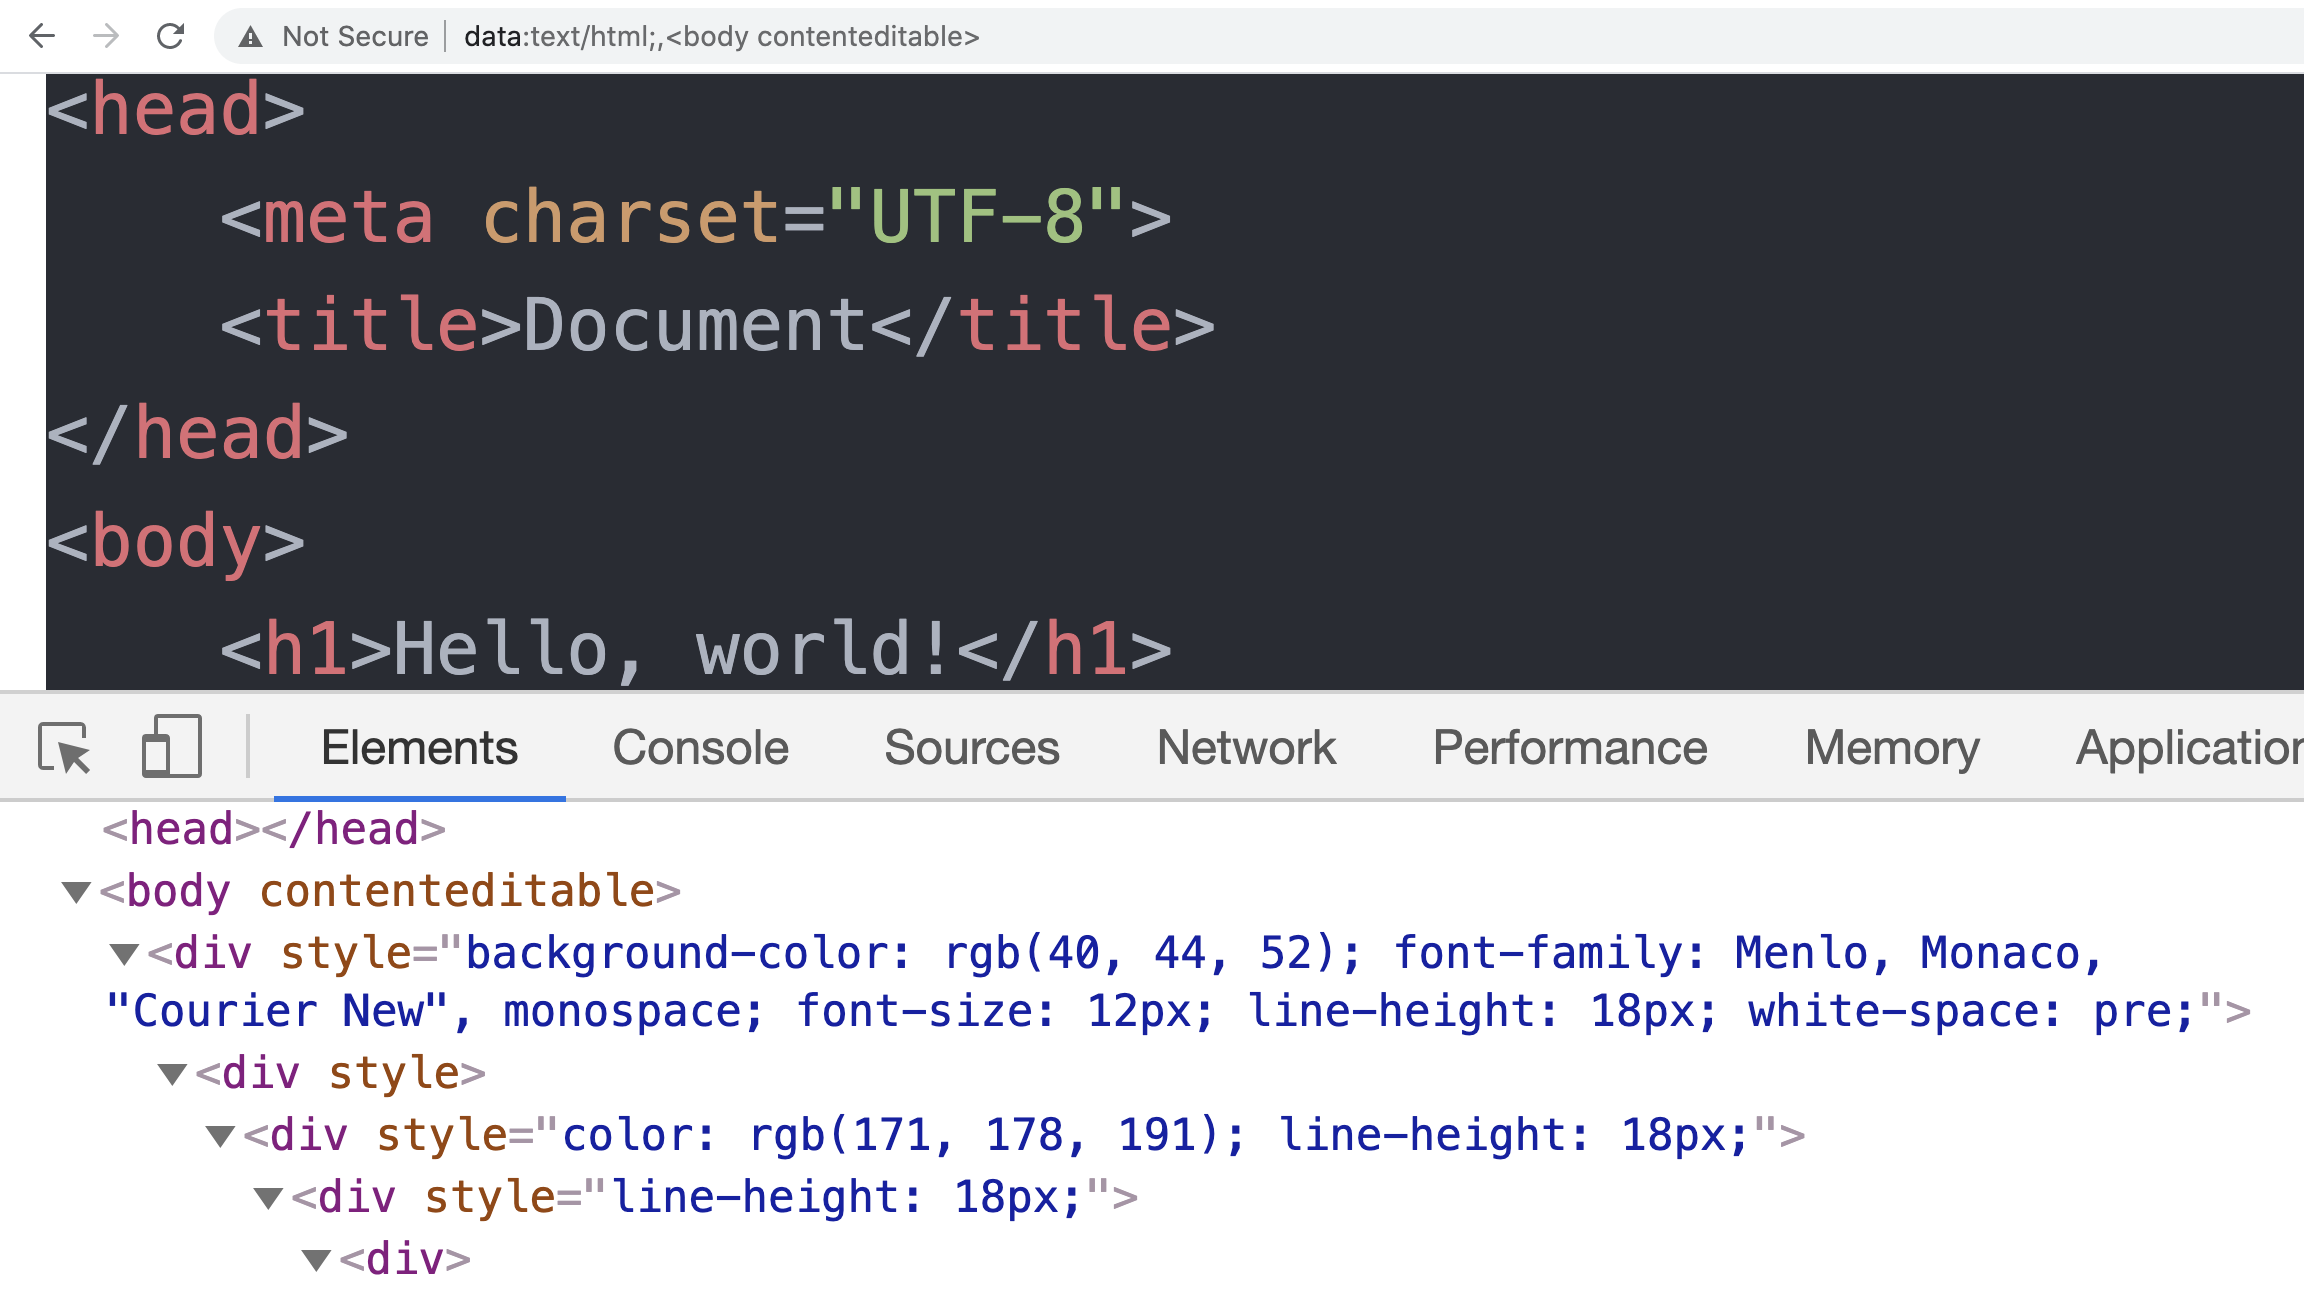 Not Secure data:text/html;,<body contenteditable>
<head>
    <meta charset="UTF-8">
    <title>Document</title>
</head>
<body>
    <h1>Hello, world!</h1>
Elements Console Sources Network Performance Memory Application
<head></head>
<body contenteditable>
<div style="background-color: rgb(40, 44, 52); font-family: Menlo, Monaco,
"Courier New", monospace; font-size: 12px; line-height: 18px; white-space: pre;">
<div style>
<div style="color: rgb(171, 178, 191); line-height: 18px;">
<div style="line-height: 18px;">
<div>